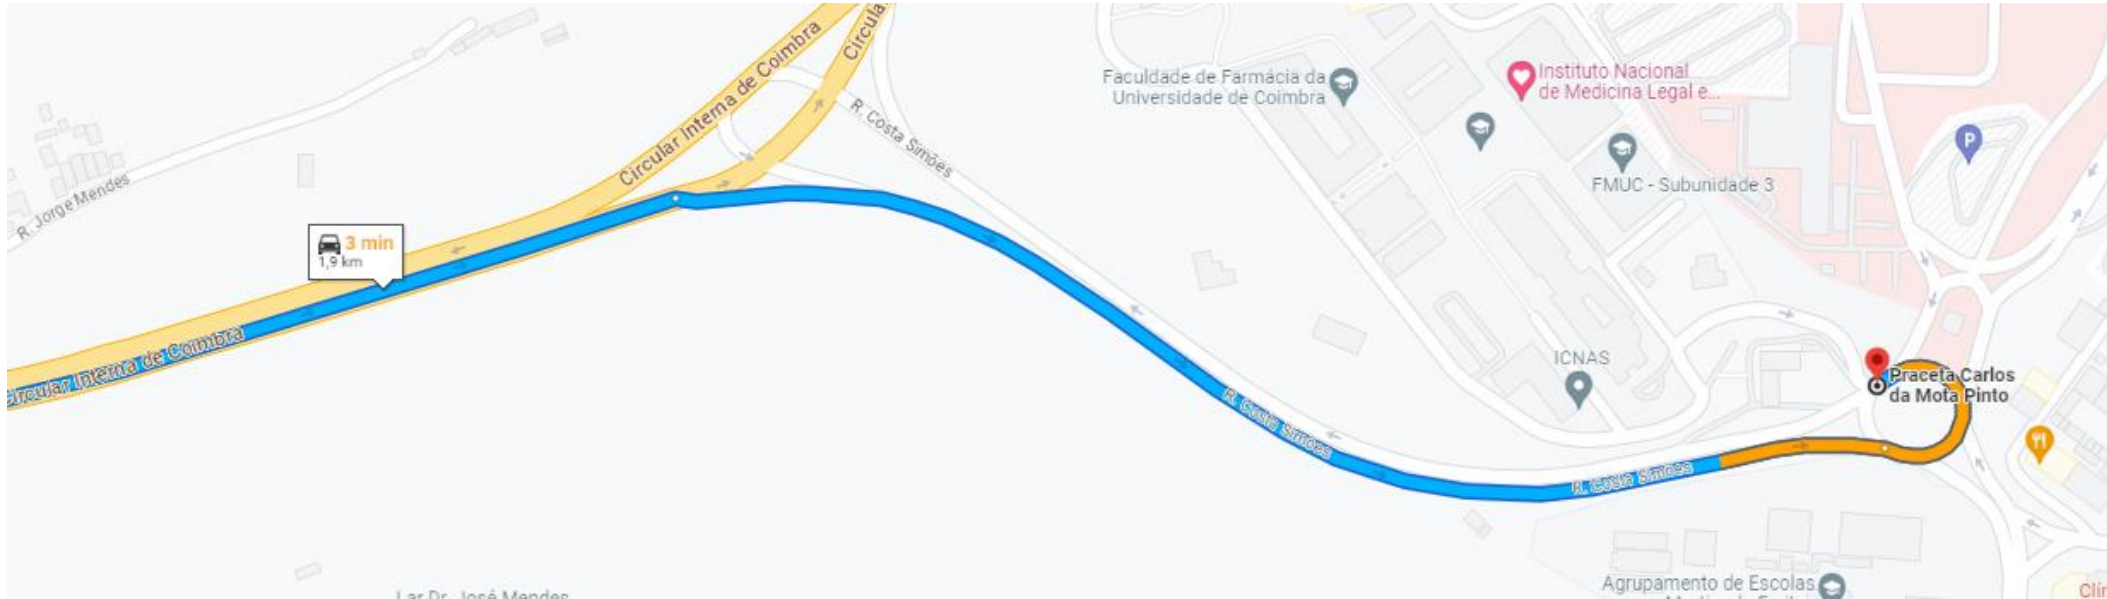 Circular Interna de Coimbra
Circula
R. Costa Simões
R. Jorge Mendes
3 min
1,9 km
Circular Interna de Coimbra
Faculdade de Farmácia da
Universidade de Coimbra
Instituto Nacional
de Medicina Legal e...
P
FMUC - Subunidade 3
ICNAS
Praceta Carlos
da Mota Pinto
R. Costa Simões
R. Costa Simões
Agrupamento de Escolas
Lar Dr. José Mendes
Clín